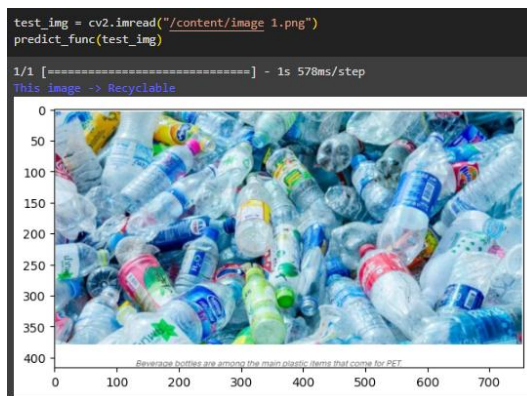 test_img = cv2.imread("/content/image 1.png")
predict_func(test_img)
1/1 [==============================] - 1s 578ms/step
This image -> Recyclable
0
50
100
150
200
250
300
350
400
Beverage bottles are among the main plastic items that come for PET.
0 100 200 300 400 500 600 700